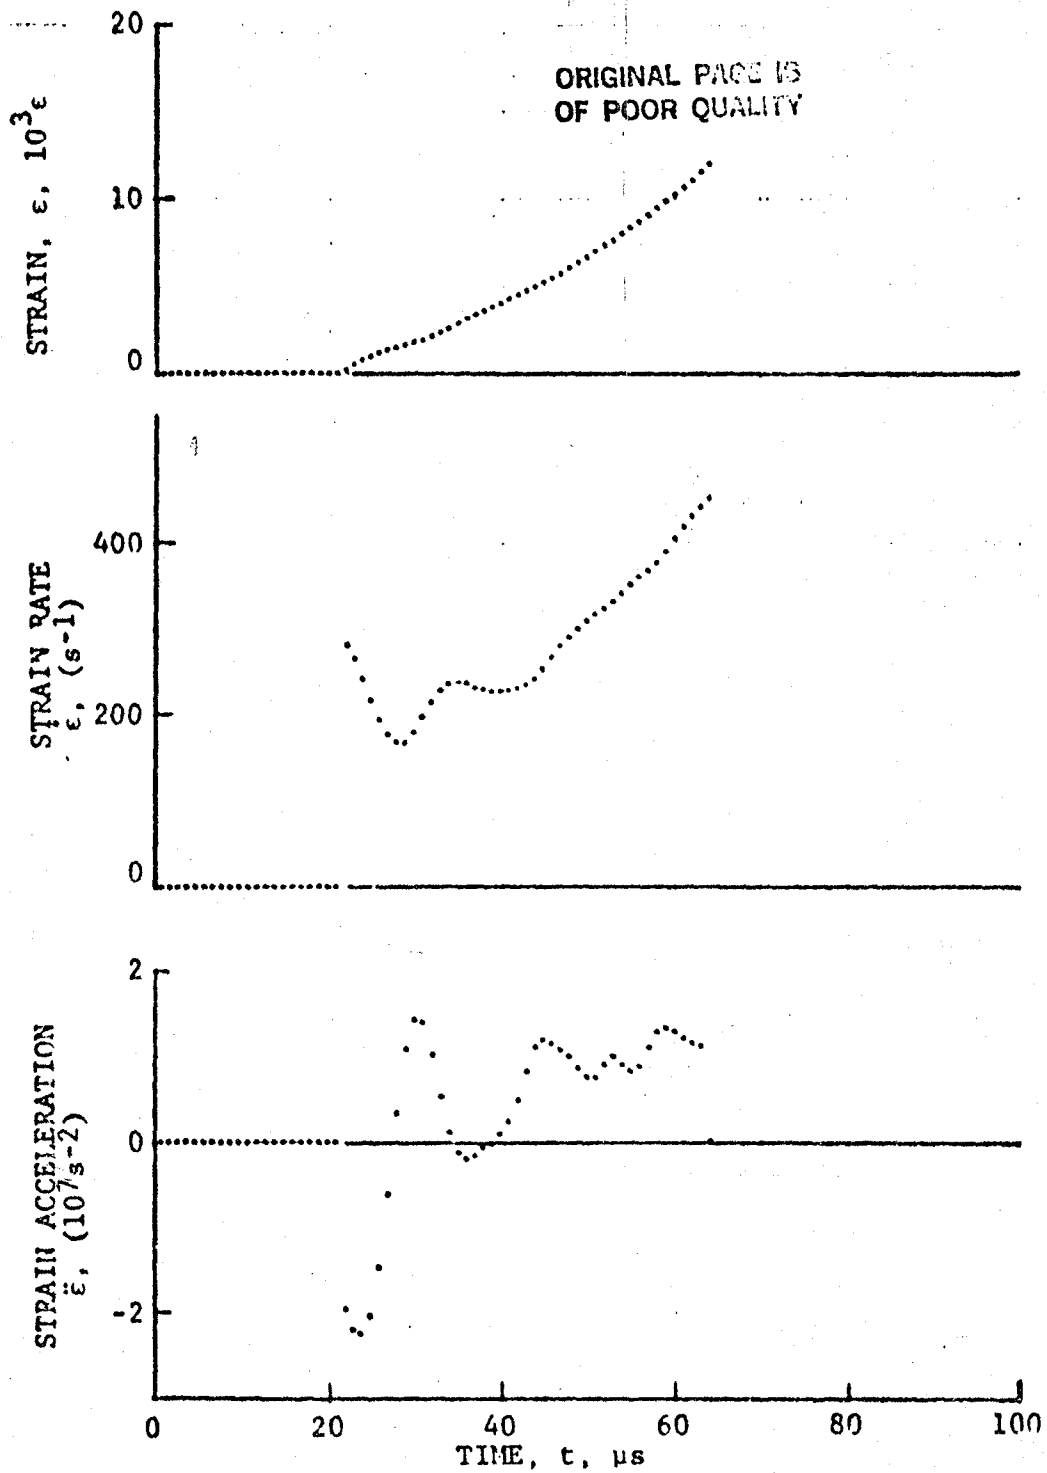 20
ORIGINAL PAGE IS
OF POOR QUALITY
STRAIN, ε, 10³ε
10
0
400
STRAIN RATE
ε̇, (s-1)
200
0
2
STRAIN ACCELERATION
ε̈, (10⁷s-2)
0
-2
0 20 40 60 80 100
TIME, t, μs